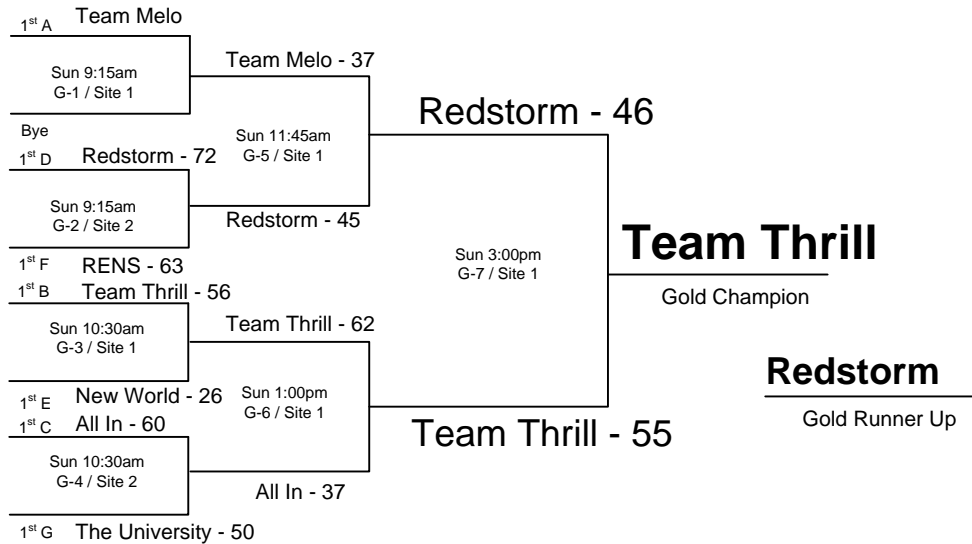 1st A Team Melo
Sun 9:15am
G-1 / Site 1
Bye
1st D Redstorm - 72
Sun 9:15am
G-2 / Site 2
1st F RENS - 63
1st B Team Thrill - 56
Sun 10:30am
G-3 / Site 1
1st E New World - 26
1st C All In - 60
Sun 10:30am
G-4 / Site 2
1st G The University - 50
Team Melo - 37
Sun 11:45am
G-5 / Site 1
Redstorm - 45
Team Thrill - 62
Sun 1:00pm
G-6 / Site 1
All In - 37
Redstorm - 46
Sun 3:00pm
G-7 / Site 1
Team Thrill - 55
Team Thrill
Gold Champion
Redstorm
Gold Runner Up